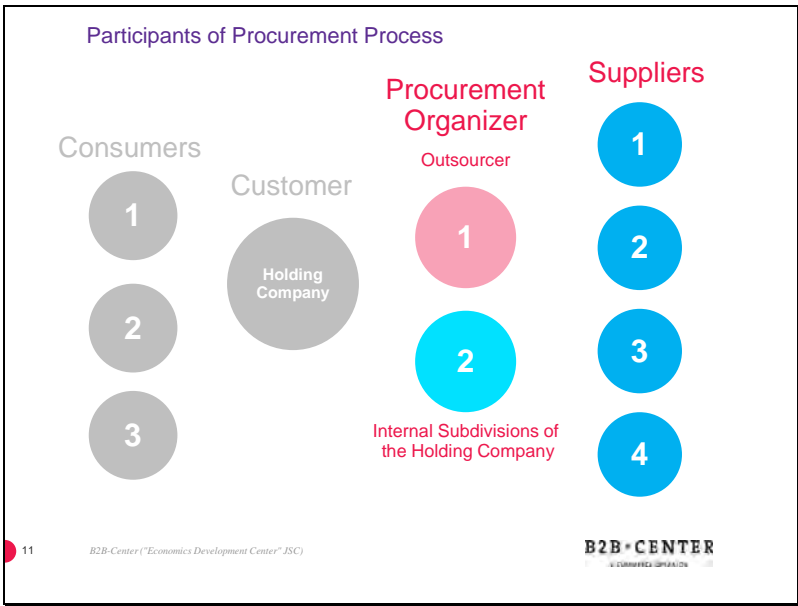 Participants of Procurement Process
Consumers
1
2
3
Customer
Holding
Company
Procurement
Organizer
Outsourcer
1
2
Internal Subdivisions of
the Holding Company
Suppliers
1
2
3
4
11
B2B-Center ("Economics Development Center" JSC)
B2B-CENTER